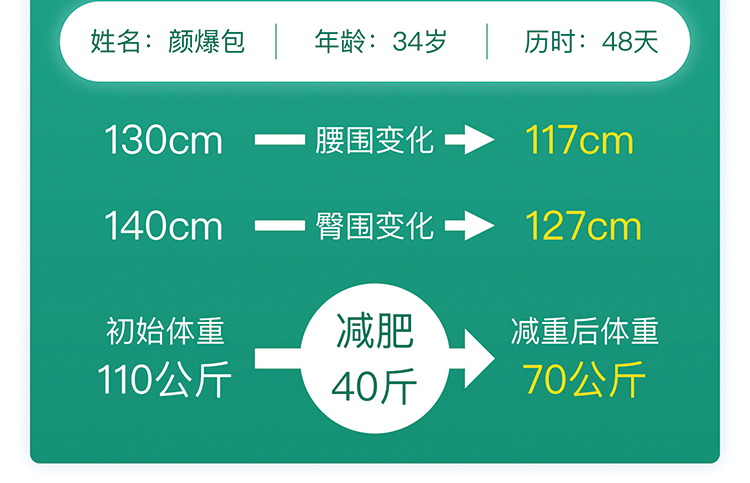 姓名：颜爆包 年龄：34岁 历时：48天
130cm 腰围变化 117cm
140cm 臀围变化 127cm
初始体重 减肥 减重后体重
110公斤 40斤 70公斤